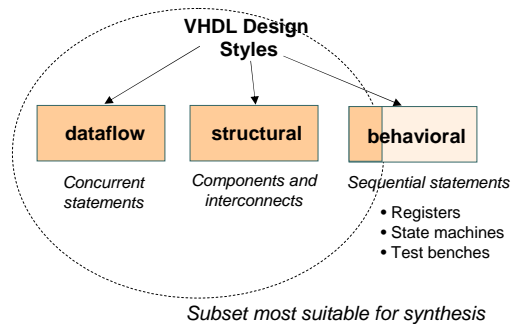 VHDL Design
Styles
dataflow
structural
behavioral
Concurrent
statements
Components and
interconnects
Sequential statements
• Registers
• State machines
• Test benches
Subset most suitable for synthesis